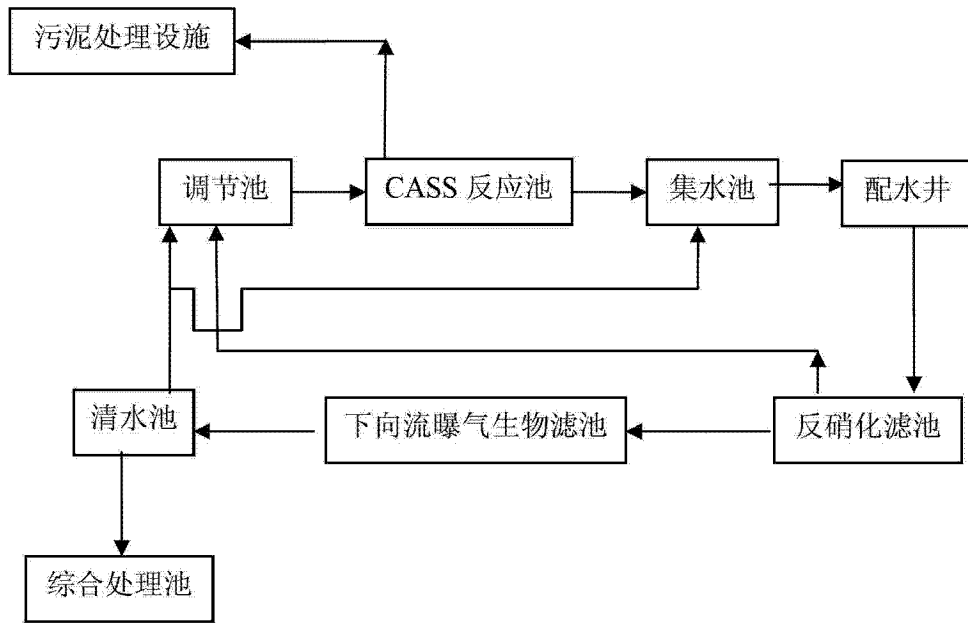 污泥处理设施
调节池
CASS 反应池
集水池
配水井
清水池
下向流曝气生物滤池
反硝化滤池
综合处理池